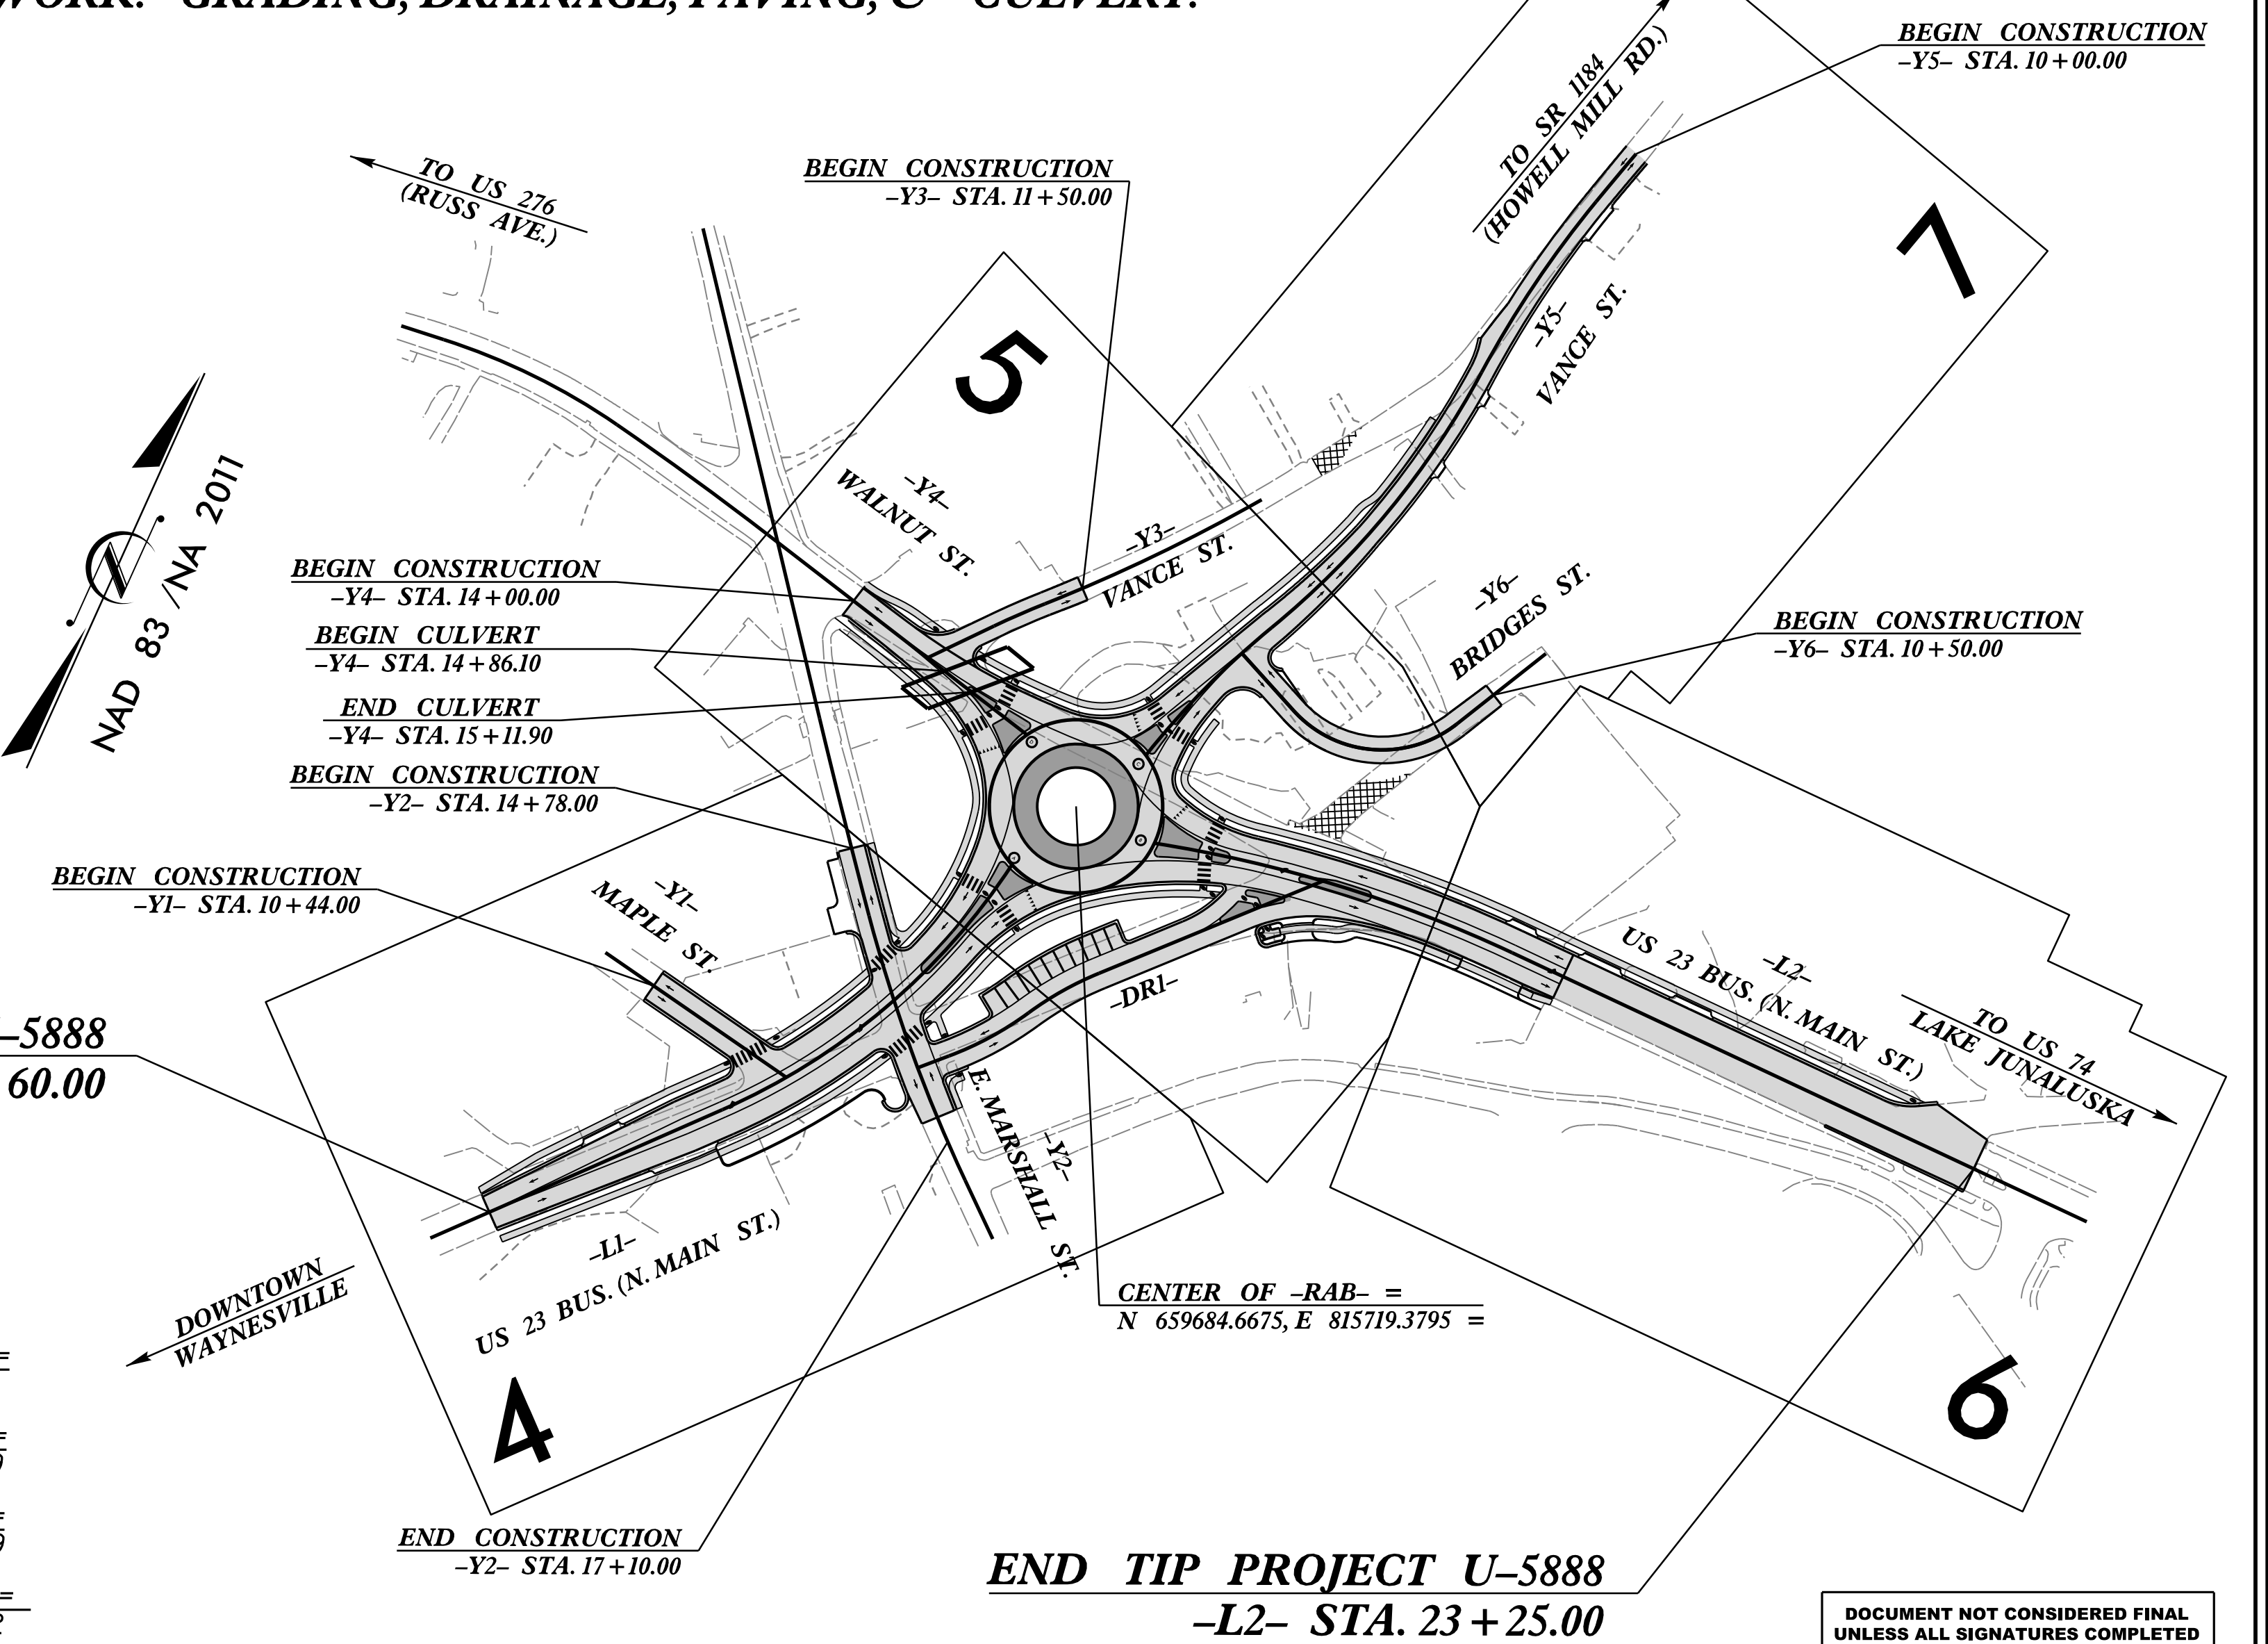 WORK: GRADING, DRAINAGE, PAVING, & CULVERT.
BEGIN CONSTRUCTION
–Y5– STA. 10+00.00
TO SR 1184
(HOWELL MILL RD.)
TO US 276
(RUSS AVE.)
BEGIN CONSTRUCTION
–Y3– STA. 11+50.00
7
5
–Y5–
VANCE ST.
–Y4–
WALNUT ST.
–Y3–
VANCE ST.
NAD 83 /NA 2011
BEGIN CONSTRUCTION
–Y4– STA. 14+00.00
BEGIN CULVERT
–Y4– STA. 14+86.10
END CULVERT
–Y4– STA. 15+11.90
BEGIN CONSTRUCTION
–Y2– STA. 14+78.00
–Y6–
BRIDGES ST.
BEGIN CONSTRUCTION
–Y6– STA. 10+50.00
BEGIN CONSTRUCTION
–Y1– STA. 10+44.00
–Y1–
MAPLE ST.
–DR1–
–L2–
US 23 BUS. (N. MAIN ST.)
TO US 74
LAKE JUNALUSKA
–5888
60.00
–Y2–
E. MARSHALL ST.
–L1–
US 23 BUS. (N. MAIN ST.)
DOWNTOWN
WAYNESVILLE
CENTER OF –RAB– =
N 659684.6675, E 815719.3795 =
4
6
END CONSTRUCTION
–Y2– STA. 17+10.00
END TIP PROJECT U–5888
–L2– STA. 23+25.00
DOCUMENT NOT CONSIDERED FINAL
UNLESS ALL SIGNATURES COMPLETED